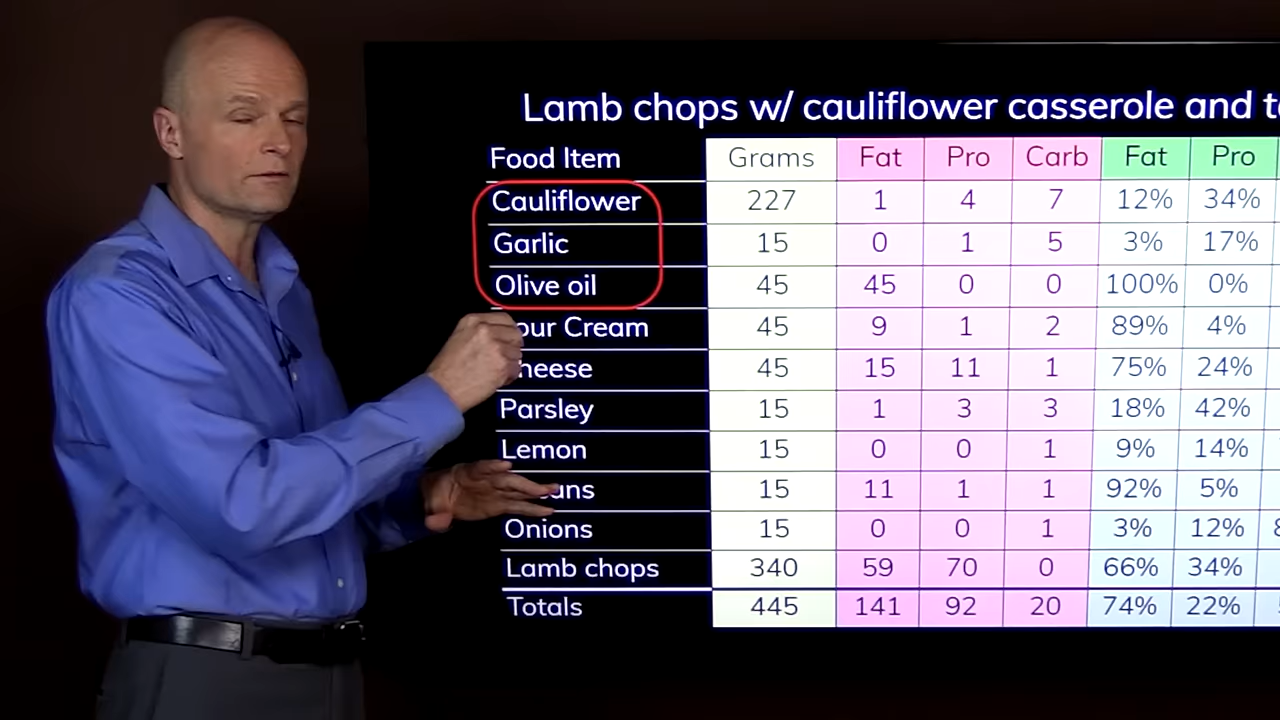 Lamb chops w/ cauliflower casserole and
Food Item Grams Fat Pro Carb Fat Pro
Cauliflower 227 1 4 7 12% 34%
Garlic 15 0 1 5 3% 17%
Olive oil 45 45 0 0 100% 0%
our Cream 45 9 1 2 89% 4%
heese 45 15 11 1 75% 24%
Parsley 15 1 3 3 18% 42%
Lemon 15 0 0 1 9% 14%
ans 15 11 1 1 92% 5%
Onions 15 0 0 1 3% 12%
Lamb chops 340 59 70 0 66% 34%
Totals 445 141 92 20 74% 22%